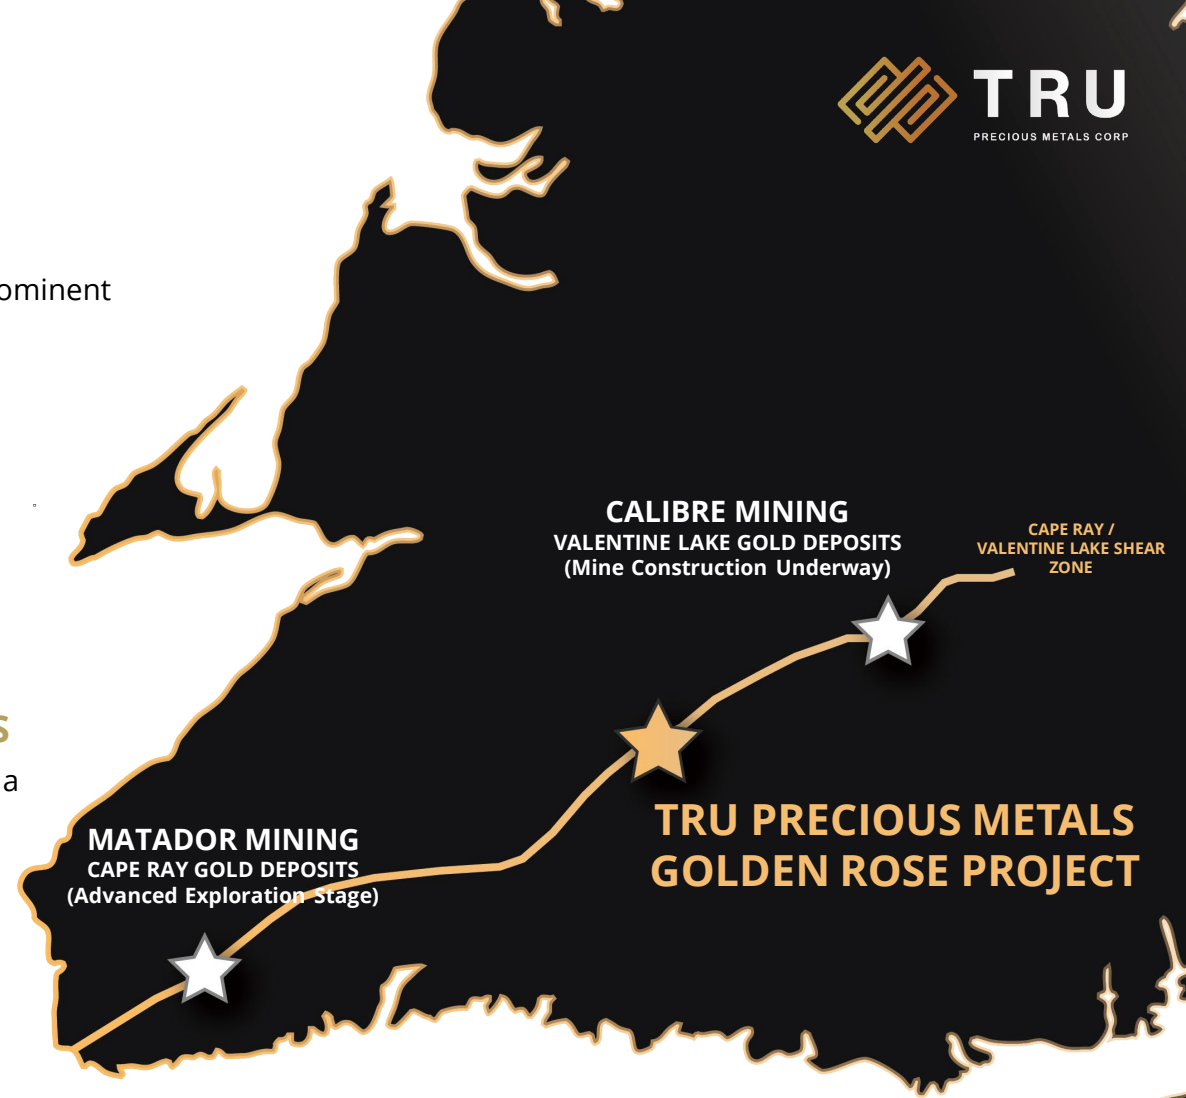 TRU
PRECIOUS METALS CORP
ominent
CALIBRE MINING
VALENTINE LAKE GOLD DEPOSITS
(Mine Construction Underway)
CAPE RAY /
VALENTINE LAKE SHEAR
ZONE
s
a
TRU PRECIOUS METALS
GOLDEN ROSE PROJECT
MATADOR MINING
CAPE RAY GOLD DEPOSITS
(Advanced Exploration Stage)